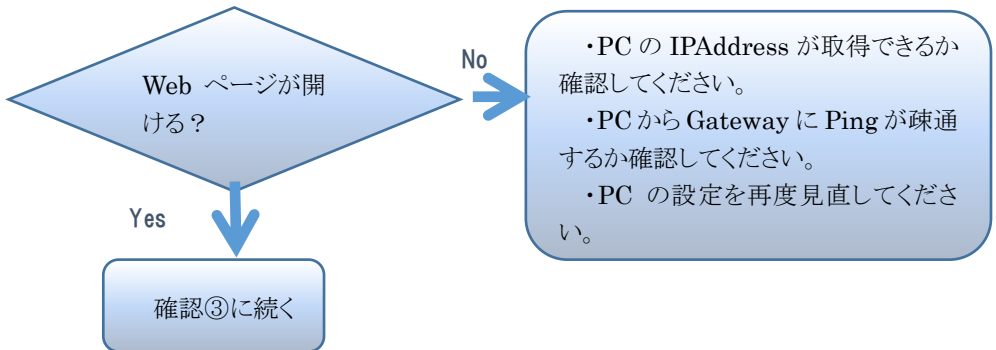 Web ページが開
ける？
No
・PC の IPAddress が取得できるか
確認してください。
・PC から Gateway に Ping が疎通
するか確認してください。
・PC の設定を再度見直してくださ
い。
Yes
確認③に続く